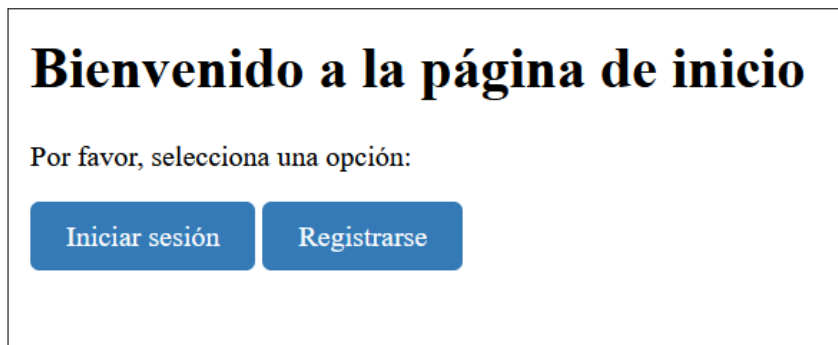 Bienvenido a la página de inicio
Por favor, selecciona una opción:
Iniciar sesión Registrarse